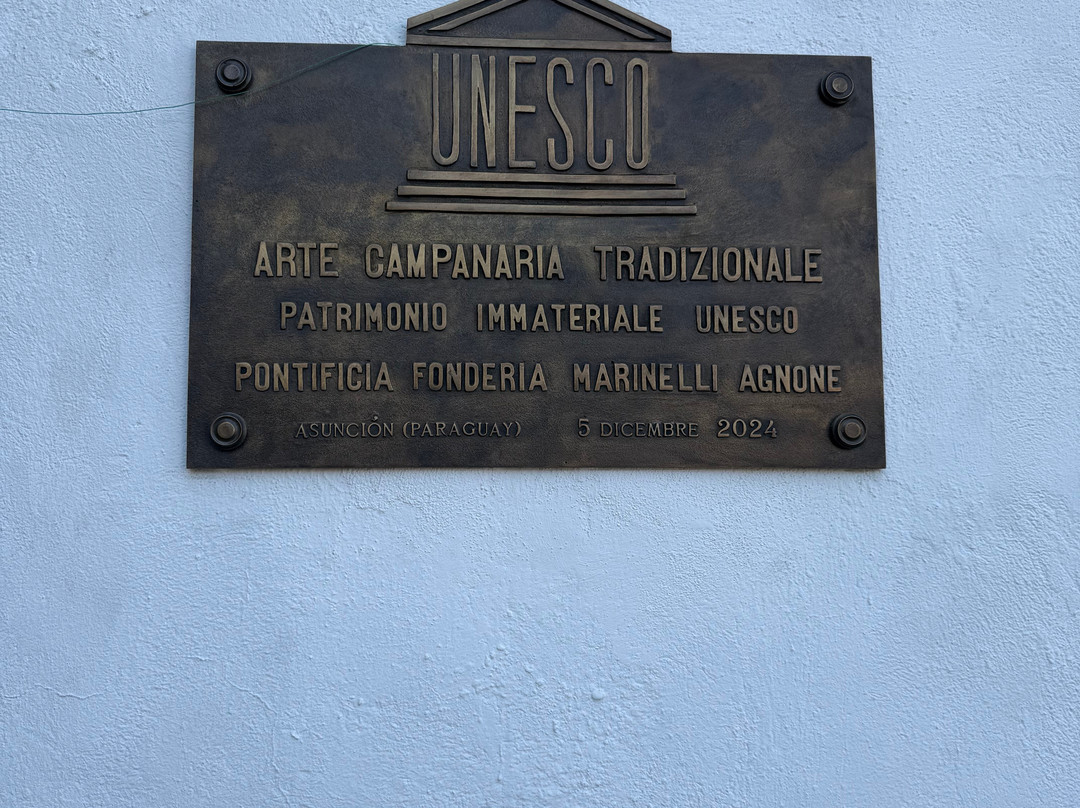 UNESCO
ARTE CAMPANARIA TRADIZIONALE
PATRIMONIO IMMATERIALE UNESCO
PONTIFICIA FONDERIA MARINELLI AGNONE
ASUNCIÓN (PARAGUAY) 5 DICEMBRE 2024